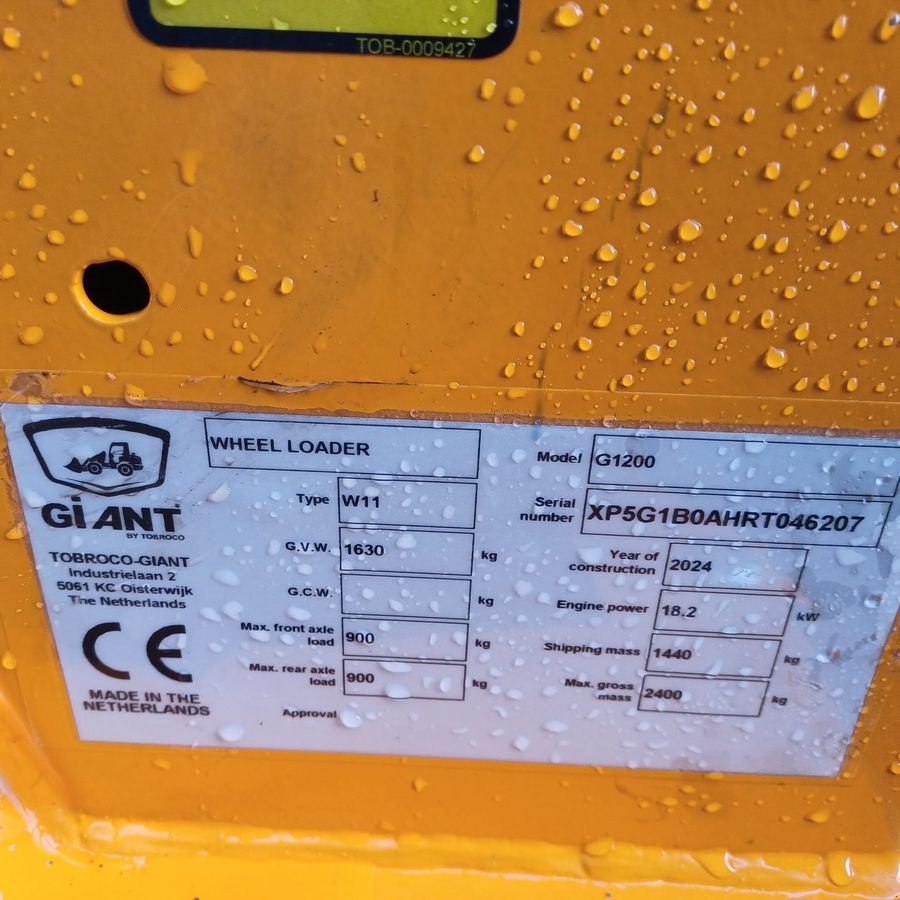 TOB-0009427
GiANT
BY TOBROCO
TOBROCO-GIANT
Industrielaan 2
5061 KC Oisterwijk
The Netherlands
CE
MADE IN THE
NETHERLANDS
WHEEL LOADER
Type W11
G.V.W. 1630 kg
G.C.W. kg
Max. front axle
load 900 kg
Max. rear axle
load 900 kg
Approval
Model G1200
Serial
number XP5G1B0AHRT046207
Year of
construction 2024
Engine power 18.2 kW
Shipping mass 1440 kg
Max. gross
mass 2400 kg